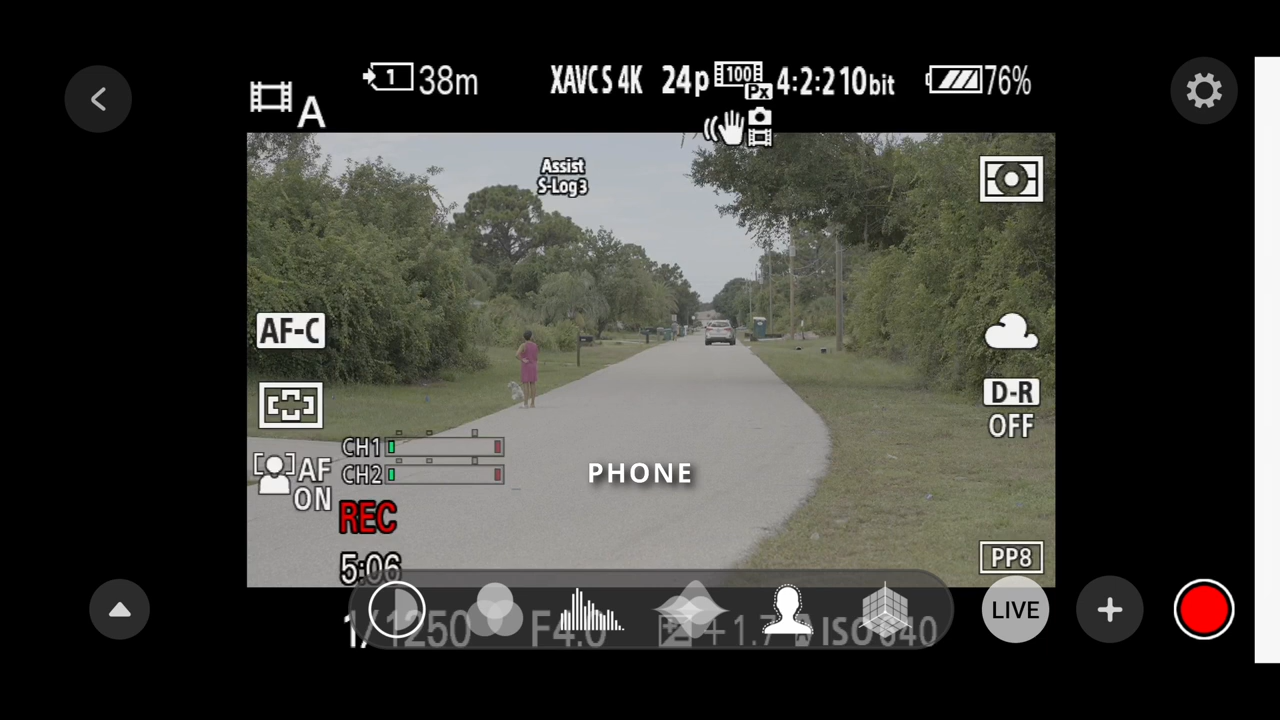 1 38m XAVC S 4K 24p 100 Px 4:2:2 10bit 76%
A
Assist
S-Log3
AF-C
D-R
OFF
CH1
AF
CH2
ON
PHONE
REC
5:06
PP8
LIVE
1/1250 F4.0 +1.7 ISO 640